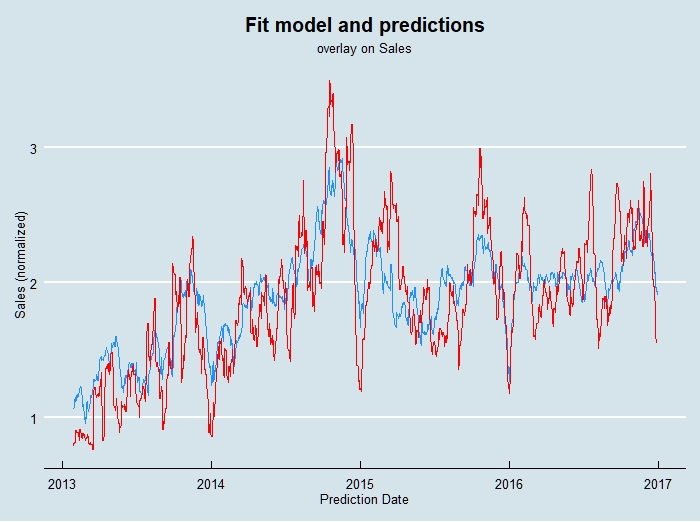 Fit model and predictions
overlay on Sales
Sales (normalized)
3
2
1
2013 2014 2015 2016 2017
Prediction Date